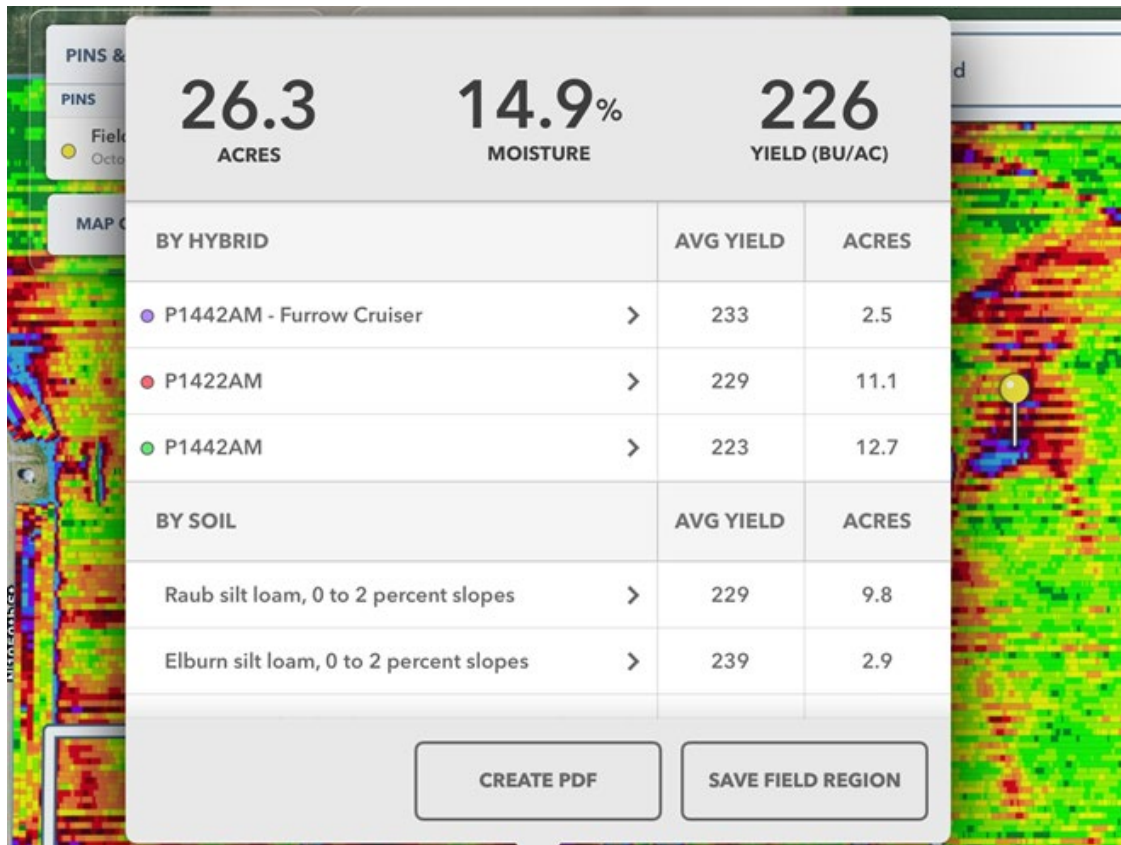 PINS &
PINS
Field
Octo
MAP
26.3
ACRES
14.9%
MOISTURE
226
YIELD (BU/AC)
BY HYBRID AVG YIELD ACRES
P1442AM - Furrow Cruiser 233 2.5
P1422AM 229 11.1
P1442AM 223 12.7
BY SOIL AVG YIELD ACRES
Raub silt loam, 0 to 2 percent slopes 229 9.8
Elburn silt loam, 0 to 2 percent slopes 239 2.9
CREATE PDF
SAVE FIELD REGION